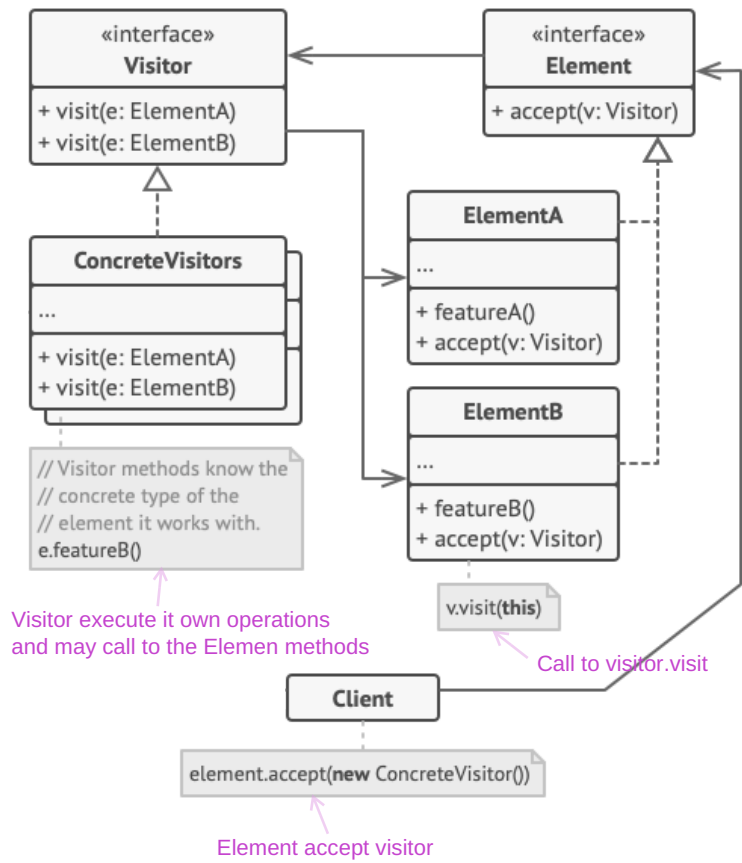 «interface»
Visitor
+ visit(e: ElementA)
+ visit(e: ElementB)
«interface»
Element
+ accept(v: Visitor)
ConcreteVisitors
...
+ visit(e: ElementA)
+ visit(e: ElementB)
ElementA
...
+ featureA()
+ accept(v: Visitor)
ElementB
...
+ featureB()
+ accept(v: Visitor)
// Visitor methods know the
// concrete type of the
// element it works with.
e.featureB()
v.visit(this)
Visitor execute it own operations
and may call to the Elemen methods
Call to visitor.visit
Client
element.accept(new ConcreteVisitor())
Element accept visitor